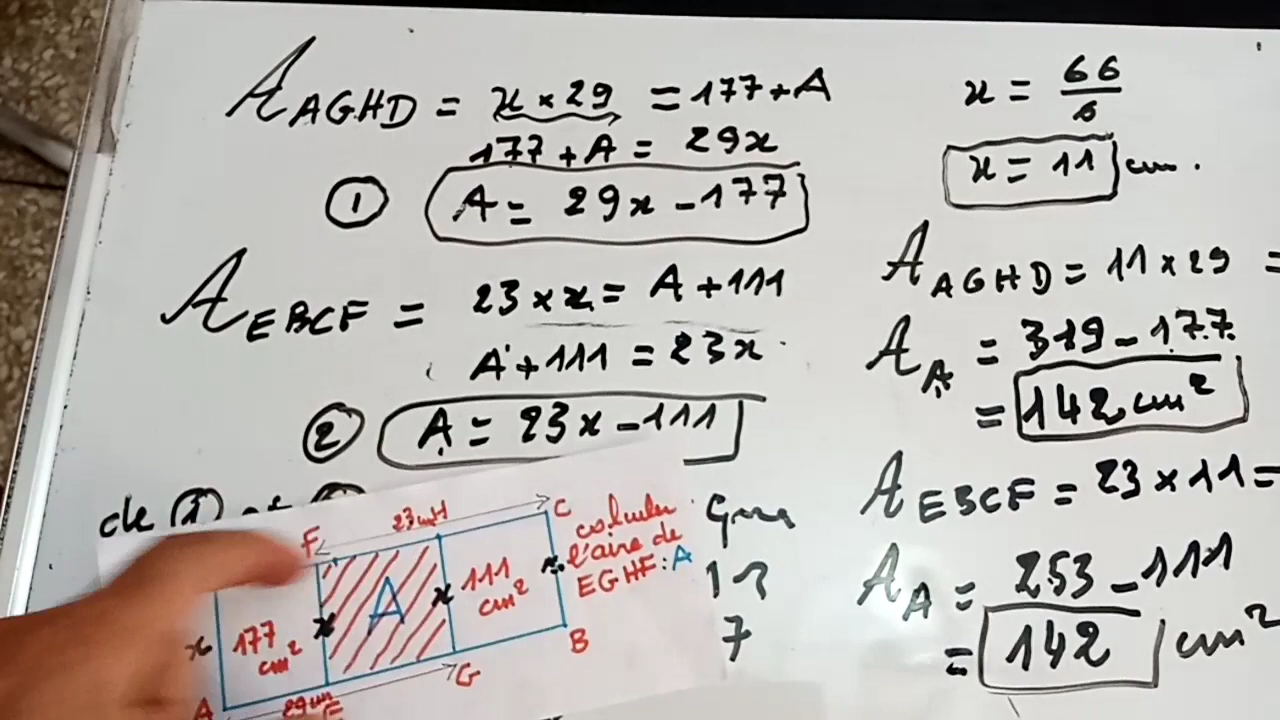 A AGHD = x × 29 = 177 + A
177 + A = 29x
① A = 29x - 177
A EBCF = 23 × x = A + 111
A + 111 = 23x
② A = 23x - 111
de ①
x = 66/6
x = 11 cm.
A AGHD = 11 × 29 =
A A = 319 - 177
= 142 cm²
A EBCF = 23 × 11 =
A A = 253 - 111
= 142 cm²
F 23 cm H C
x 177 cm² x A x 111 cm² x
A 29 cm E G B
calculer
l'aire de
EGHF : A
7